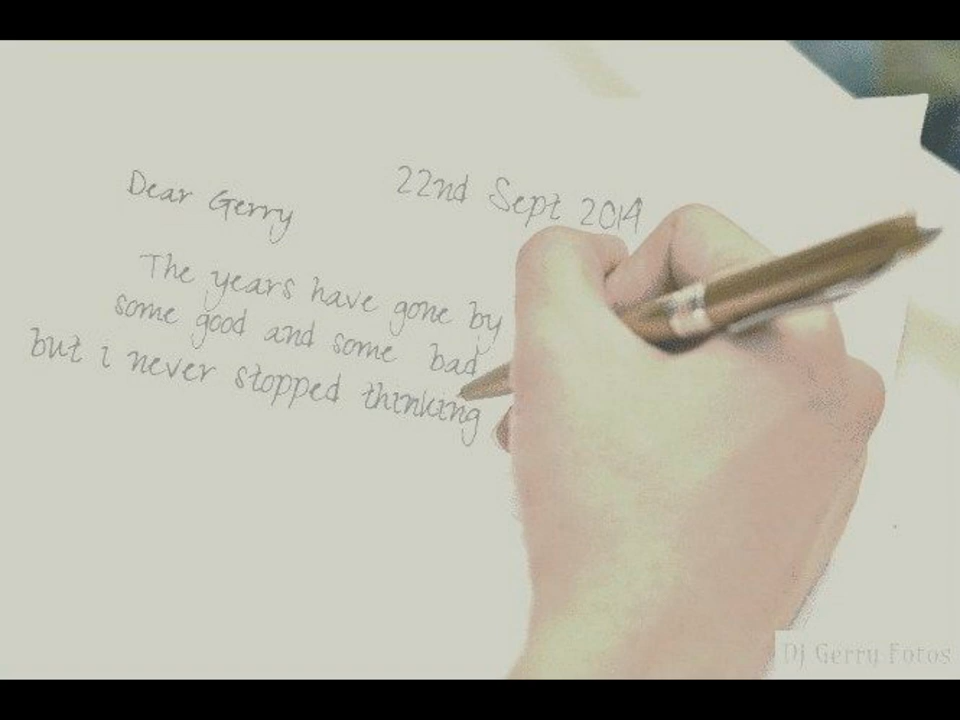 22nd Sept 2014
Dear Gerry
The years have gone by
some good and some bad
but i never stopped thinking
Dj Gerry Fotos